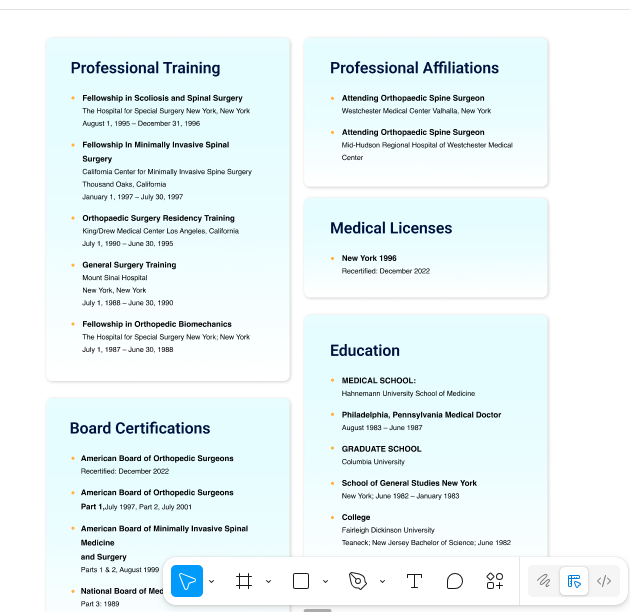 Professional Training
Fellowship in Scoliosis and Spinal Surgery
The Hospital for Special Surgery New York, New York
August 1, 1995 – December 31, 1996
Fellowship In Minimally Invasive Spinal
Surgery
California Center for Minimally Invasive Spine Surgery
Thousand Oaks, California
January 1, 1997 – July 30, 1997
Orthopaedic Surgery Residency Training
King/Drew Medical Center Los Angeles, California
July 1, 1990 – June 30, 1995
General Surgery Training
Mount Sinai Hospital
New York, New York
July 1, 1988 – June 30, 1990
Fellowship in Orthopedic Biomechanics
The Hospital for Special Surgery New York; New York
July 1, 1987 – June 30, 1988
Board Certifications
American Board of Orthopedic Surgeons
Recertified: December 2022
American Board of Orthopedic Surgeons
Part 1,July 1997, Part 2, July 2001
American Board of Minimally Invasive Spinal
Medicine
and Surgery
Parts 1 & 2, August 1999
National Board of Med
Part 3: 1989
Professional Affiliations
Attending Orthopaedic Spine Surgeon
Westchester Medical Center Valhalla, New York
Attending Orthopaedic Spine Surgeon
Mid-Hudson Regional Hospital of Westchester Medical
Center
Medical Licenses
New York 1996
Recertified: December 2022
Education
MEDICAL SCHOOL:
Hahnemann University School of Medicine
Philadelphia, Pennsylvania Medical Doctor
August 1983 – June 1987
GRADUATE SCHOOL
Columbia University
School of General Studies New York
New York; June 1982 – January 1983
College
Fairleigh Dickinson University
Teaneck; New Jersey Bachelor of Science; June 1982